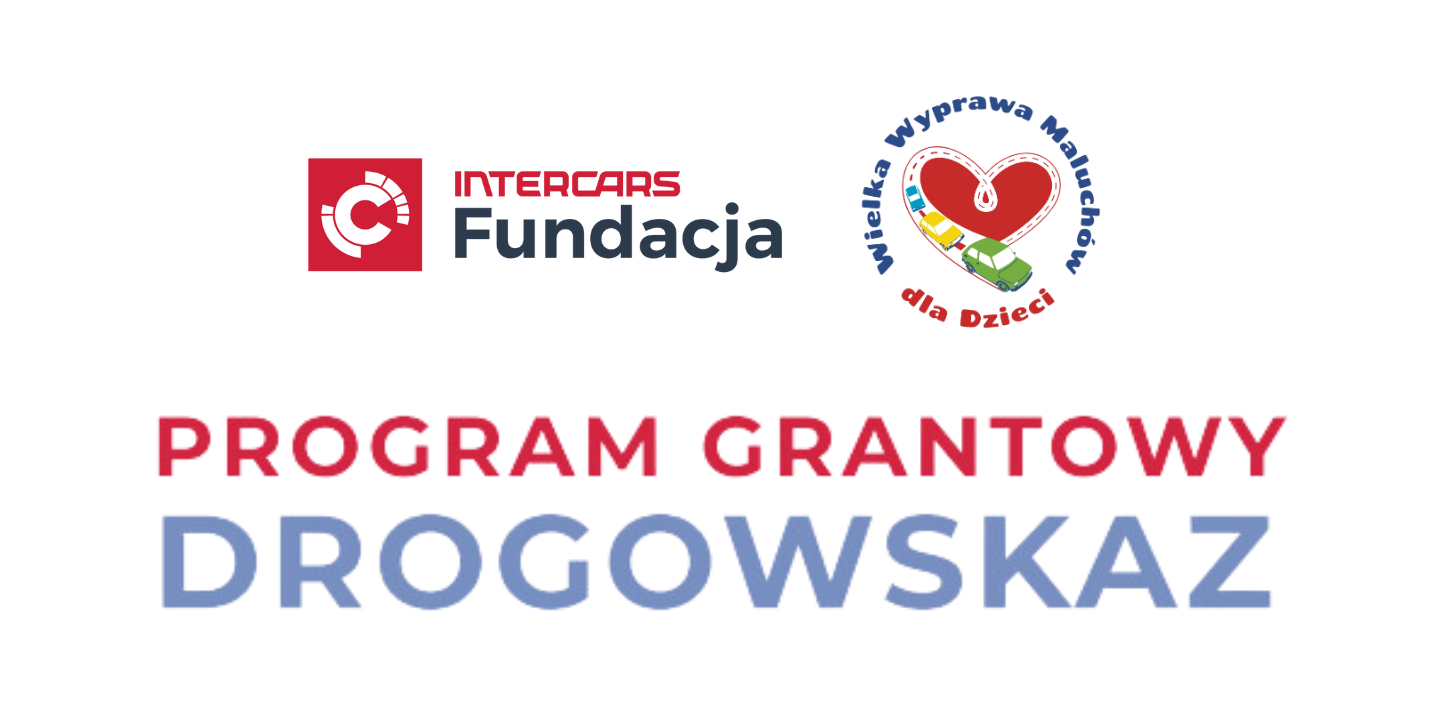 INTERCARS
Fundacja
Wielka Wyprawa Maluchów
dla Dzieci
PROGRAM GRANTOWY
DROGOWSKAZ